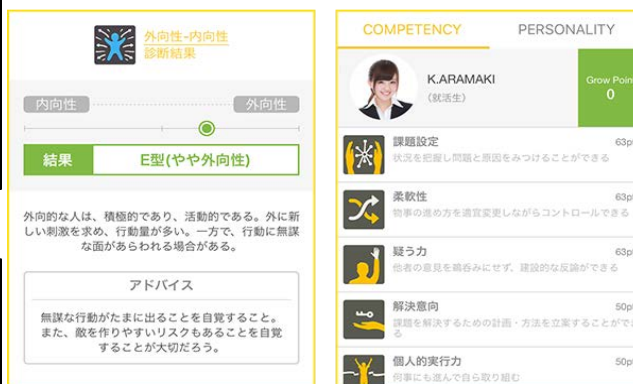 外向性-内向性
診断結果
内向性
外向性
結果
E型(やや外向性)
外向的な人は、積極的であり、活動的である。外に新
しい刺激を求め、行動量が多い。一方で、行動に無謀
な面があらわれる場合がある。
アドバイス
無謀な行動がたまに出ることを自覚すること。
また、敵を作りやすいリスクもあることを自覚
することが大切だろう。
COMPETENCY
PERSONALITY
K.ARAMAKI
(就活生)
Grow Poin
0
課題設定
63p
状況を把握し問題と原因をみつけることができる
柔軟性
63p
物事の進め方を適宜変更しながらコントロールできる
疑う力
63p
他者の意見を鵜呑みにせず、建設的な反論ができる
解決意向
50p
課題を解決するための計画・方法を立案することがで
る
個人的実行力
50p
何事にも進んで自ら取り組む